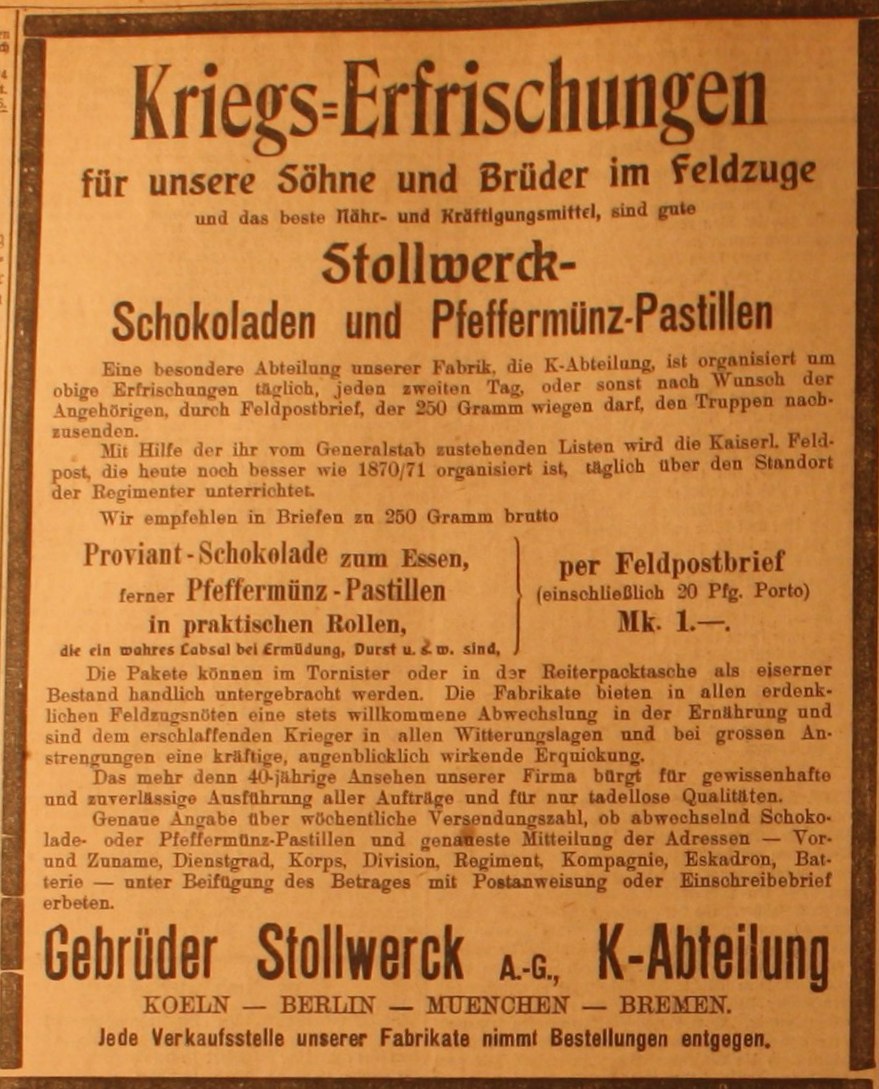 Kriegs=Erfrischungen
für unsere Söhne und Brüder im Feldzuge
und das beste Nähr- und Kräftigungsmittel, sind gute
Stollwerck-
Schokoladen und Pfeffermünz-Pastillen
Eine besondere Abteilung unserer Fabrik, die K-Abteilung, ist organisiert um
obige Erfrischungen täglich, jeden zweiten Tag, oder sonst nach Wunsch der
Angehörigen, durch Feldpostbrief, der 250 Gramm wiegen darf, den Truppen nach-
zusenden.
Mit Hilfe der ihr vom Generalstab zustehenden Listen wird die Kaiserl. Feld-
post, die heute noch besser wie 1870/71 organisiert ist, täglich über den Standort
der Regimenter unterrichtet.
Wir empfehlen in Briefen zu 250 Gramm brutto
Proviant-Schokolade zum Essen,
ferner Pfeffermünz-Pastillen
in praktischen Rollen,
die ein wahres Labsal bei Ermüdung, Durst u. s. w. sind,
per Feldpostbrief
(einschließlich 20 Pfg. Porto)
Mk. 1.—.
Die Pakete können im Tornister oder in der Reiterpacktasche als eiserner
Bestand handlich untergebracht werden. Die Fabrikate bieten in allen erdenk-
lichen Feldzugsnöten eine stets willkommene Abwechslung in der Ernährung und
sind dem erschlaffenden Krieger in allen Witterungslagen und bei grossen An-
strengungen eine kräftige, augenblicklich wirkende Erquickung.
Das mehr denn 40-jährige Ansehen unserer Firma bürgt für gewissenhafte
und zuverlässige Ausführung aller Aufträge und für nur tadellose Qualitäten.
Genaue Angabe über wöchentliche Versendungszahl, ob abwechselnd Schoko-
lade- oder Pfeffermünz-Pastillen und genaueste Mitteilung der Adressen — Vor-
und Zuname, Dienstgrad, Korps, Division, Regiment, Kompagnie, Eskadron, Bat-
terie — unter Beifügung des Betrages mit Postanweisung oder Einschreibebrief
erbeten.
Gebrüder Stollwerck A.-G., K-Abteilung
KOELN — BERLIN — MUENCHEN — BREMEN.
Jede Verkaufsstelle unserer Fabrikate nimmt Bestellungen entgegen.